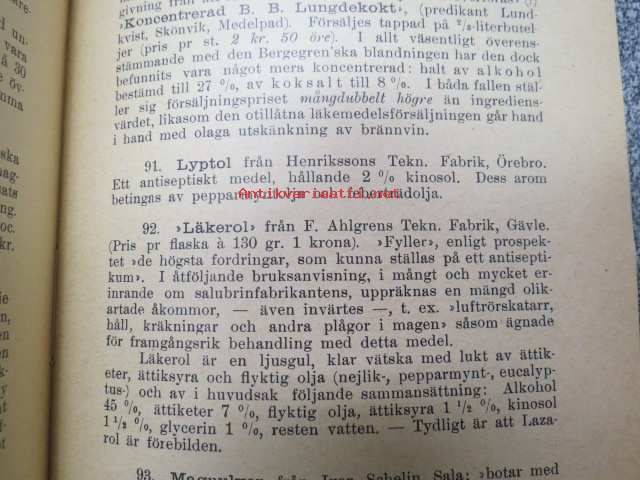 givning från att
›Koncentrerad B. B. Lungdekokt‹, (predikant Lund-
kvist, Skönvik, Medelpad). Försäljes tappad på ²/₃-literbutel
jer (pris pr st. 2 kr. 50 öre). I allt väsentligt överens-
stämmande med den Bergegren'ska blandningen har den dock
befunnits vara något mera koncentrerad: halt av alkohol
bestämd till 27 %, av koksalt till 8 %. I båda fallen stäl-
ler sig försäljningspriset mångdubbelt högre än ingrediens-
värdet, likasom den otillåtna läkemedelsförsäljningen går hand
i hand med olaga utskänkning av brännvin.
91. Lyptol från Henrikssons Tekn. Fabrik, Örebro.
Ett antiseptiskt medel, hållande 2 % kinosol. Dess arom
betingas av pepparmyntolja och feberträdolja.
92. ›Läkerol› från F. Ahlgrens Tekn. Fabrik, Gävle.
(Pris pr flaska à 130 gr. 1 krona). ›Fyller›, enligt prospek-
tet ›de högsta fordringar, som kunna ställas på ett antisepti-
kum›. I åtföljande bruksanvisning, i mångt och mycket er-
inrande om salubrinfabrikantens, uppräknas en mängd olik-
artade åkommor, — även invärtes —, t. ex. ›luftrörskatarr,
håll, kräkningar och andra plågor i magen› såsom ägnade
för framgångsrik behandling med detta medel.
Läkerol är en ljusgul, klar vätska med lukt av ättik-
eter, ättiksyra och flyktig olja (nejlik-, pepparmynt-, eucalyp-
tus-) och av i huvudsak följande sammansättning: Alkohol
45 %, ättiketer 7 %, flyktig olja, ättiksyra 1 ¹/₂ %, kinosol
1 ¹/₂ %, glycerin 1 %, resten vatten. — Tydligt är att Laza-
rol är förebilden.
93. Magpulver från Ivar Sabelin Sala: ›botar med